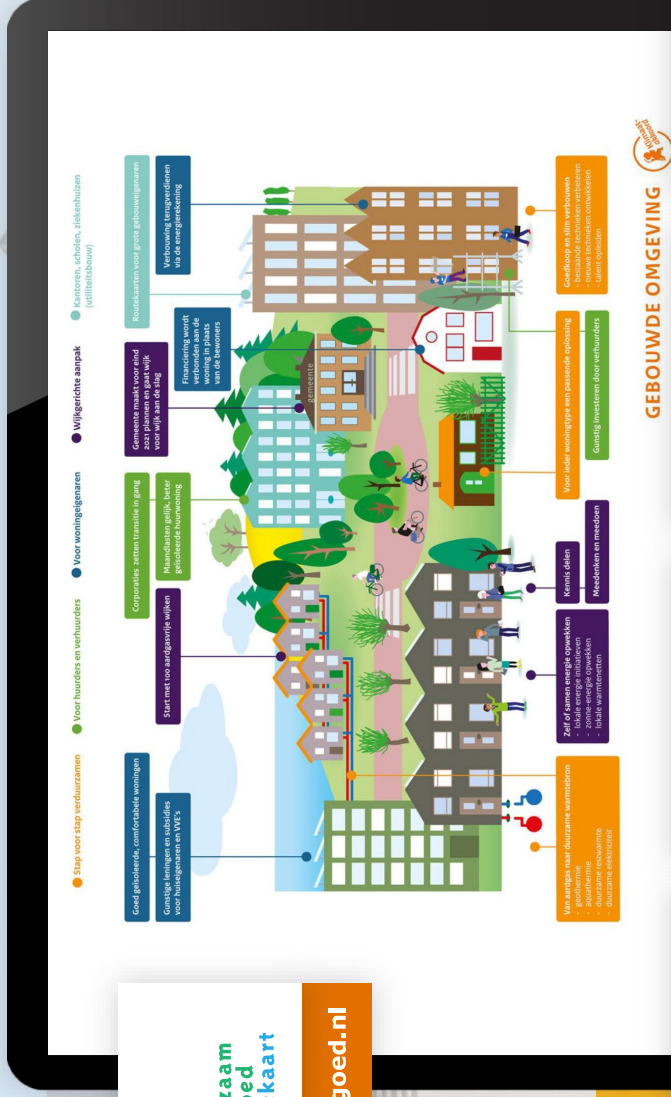 Stap voor stap verduurzamen
Voor huurders en verhuurders
Voor woningeigenaren
Wijkgerichte aanpak
Kantoren, scholen, ziekenhuizen
(utiliteitsbouw)
Goed geïsoleerde, comfortabele woningen
Gunstige leningen en subsidies
voor huiseigenaren en VVE's
Start met 100 aardgasvrije wijken
Corporaties zetten transitie in gang
Maandlasten gelijk, beter
geïsoleerde huurwoning
Gemeente maakt voor eind
2021 plannen en gaat wijk
voor wijk aan de slag
Financiering wordt
verbonden aan de
woning in plaats
van de bewoners
Routekaarten voor grote gebouweigenaren
Verbouwing terugverdienen
via de energierekening
gemeente
Van aardgas naar duurzame warmtebron
- geothermie
- aquathermie
- duurzame restwarmte
- duurzame elektriciteit
Zelf of samen energie opwekken
- lokale energie initiatieven
- zonne-energie opwekken
- lokale warmtenetten
Kennis delen
Meedenken en meedoen
Voor ieder woningtype een passende oplossing
Gunstig investeren door verhuurders
Goedkoop en slim verbouwen
- bestaande technieken verbeteren
- nieuwe technieken ontwikkelen
- talent opleiden
GEBOUWDE OMGEVING
Klimaat-
akkoord
zaam
oed
kaart
goed.nl